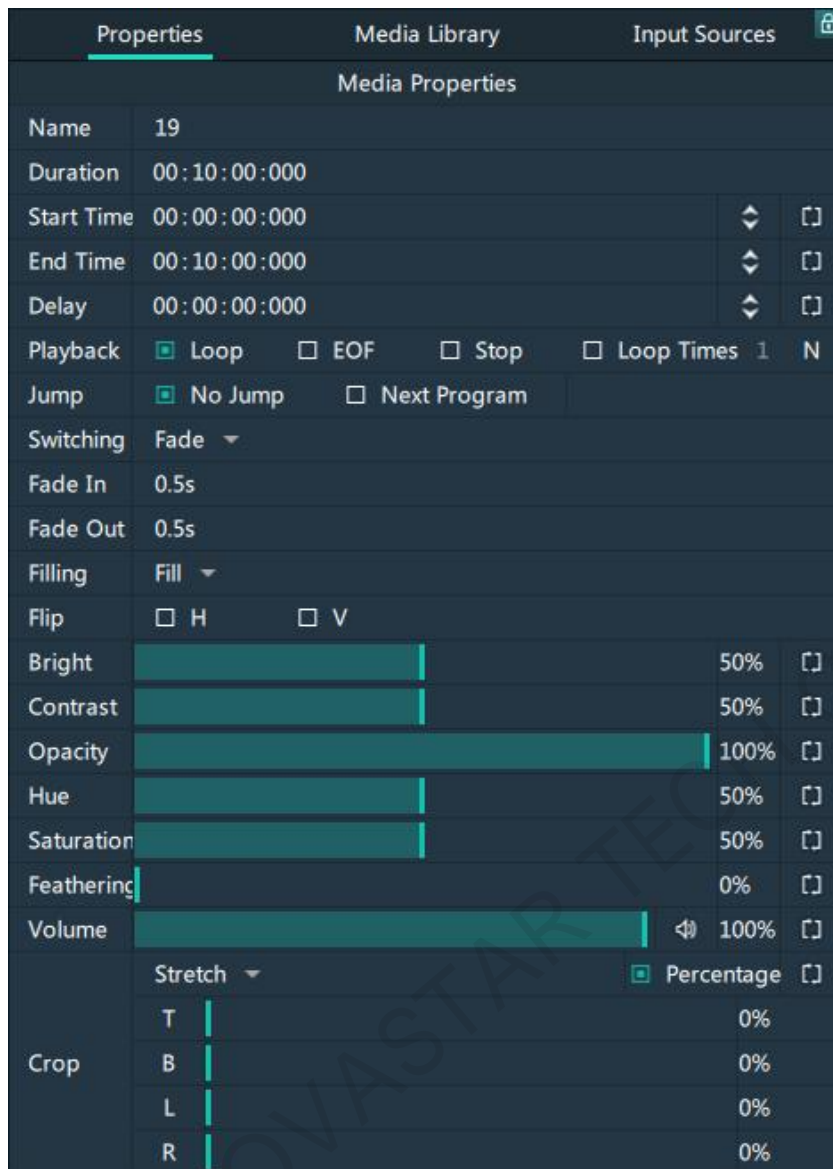 Properties Media Library Input Sources
Media Properties
Name 19
Duration 00:10:00:000
Start Time 00:00:00:000
End Time 00:10:00:000
Delay 00:00:00:000
Playback Loop EOF Stop Loop Times 1 N
Jump No Jump Next Program
Switching Fade
Fade In 0.5s
Fade Out 0.5s
Filling Fill
Flip H V
Bright 50%
Contrast 50%
Opacity 100%
Hue 50%
Saturation 50%
Feathering 0%
Volume 100%
Stretch Percentage
T 0%
Crop B 0%
L 0%
R 0%
OVASTAR TECH